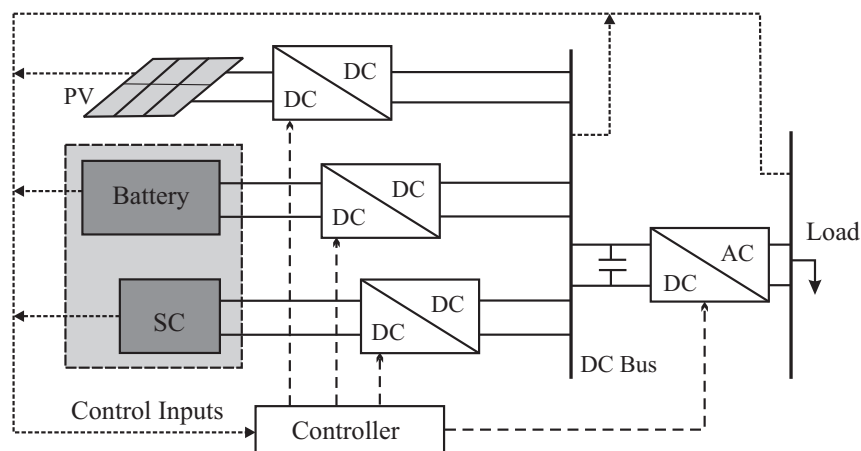 DC
DC
PV
Battery
DC
DC
Load
AC
DC
SC
DC
DC
DC Bus
Control Inputs
Controller